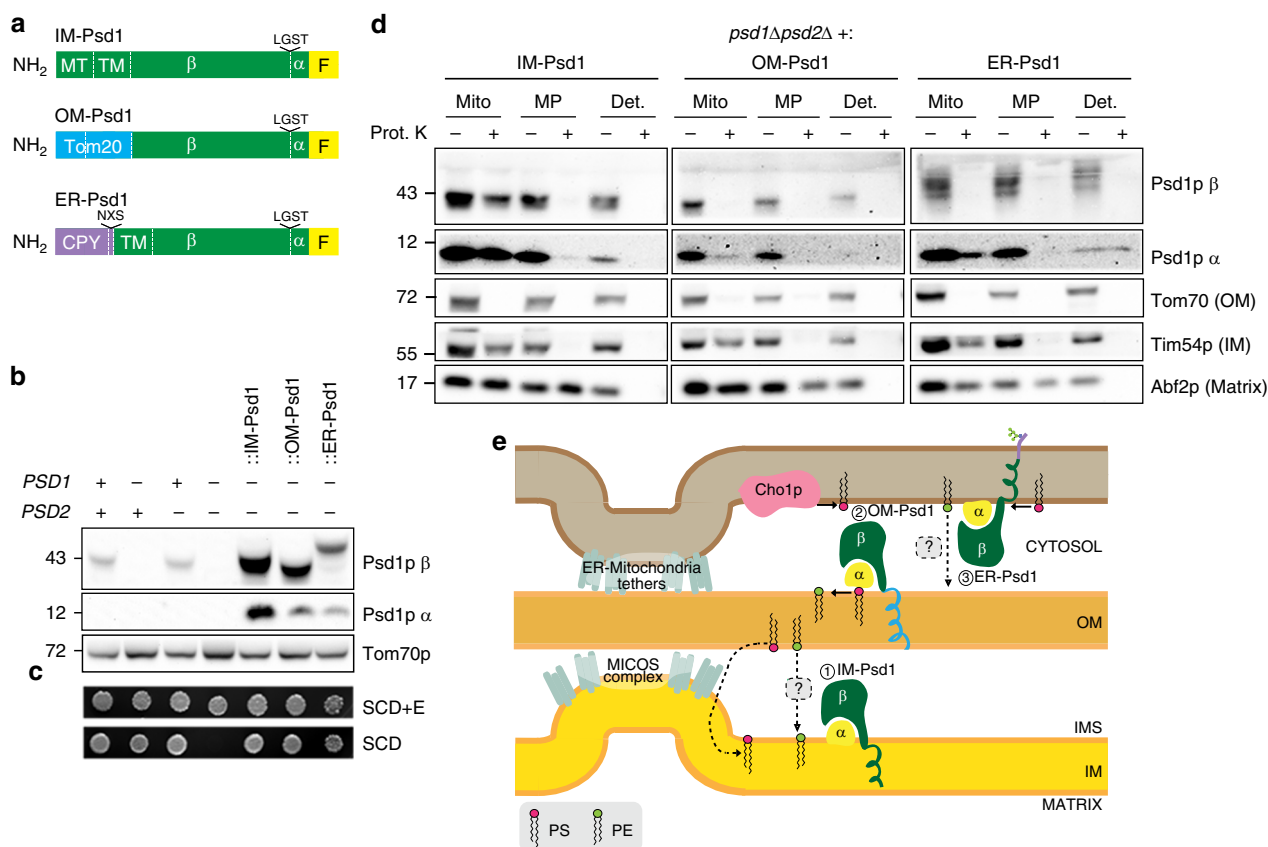 a
IM-Psd1
LGST
NH2 MT TM β α F
OM-Psd1
LGST
NH2 Tom20 β α F
ER-Psd1
NXS
LGST
NH2 CPY TM β α F
b
::IM-Psd1
::OM-Psd1
::ER-Psd1
PSD1 + – + – – – –
PSD2 + + – – – – –
43 Psd1p β
12 Psd1p α
72 Tom70p
c
SCD+E
SCD
d
psd1Δpsd2Δ +:
IM-Psd1 OM-Psd1 ER-Psd1
Mito MP Det. Mito MP Det. Mito MP Det.
Prot. K – + – + – + – + – + – + – + – + – +
43 Psd1p β
12 Psd1p α
72 Tom70 (OM)
55 Tim54p (IM)
17 Abf2p (Matrix)
e
Cho1p
②OM-Psd1
α
β
β
?
CYTOSOL
ER-Mitochondria
tethers
α
③ER-Psd1
OM
MICOS
complex
①IM-Psd1
?
β
α
IMS
IM
MATRIX
PS PE